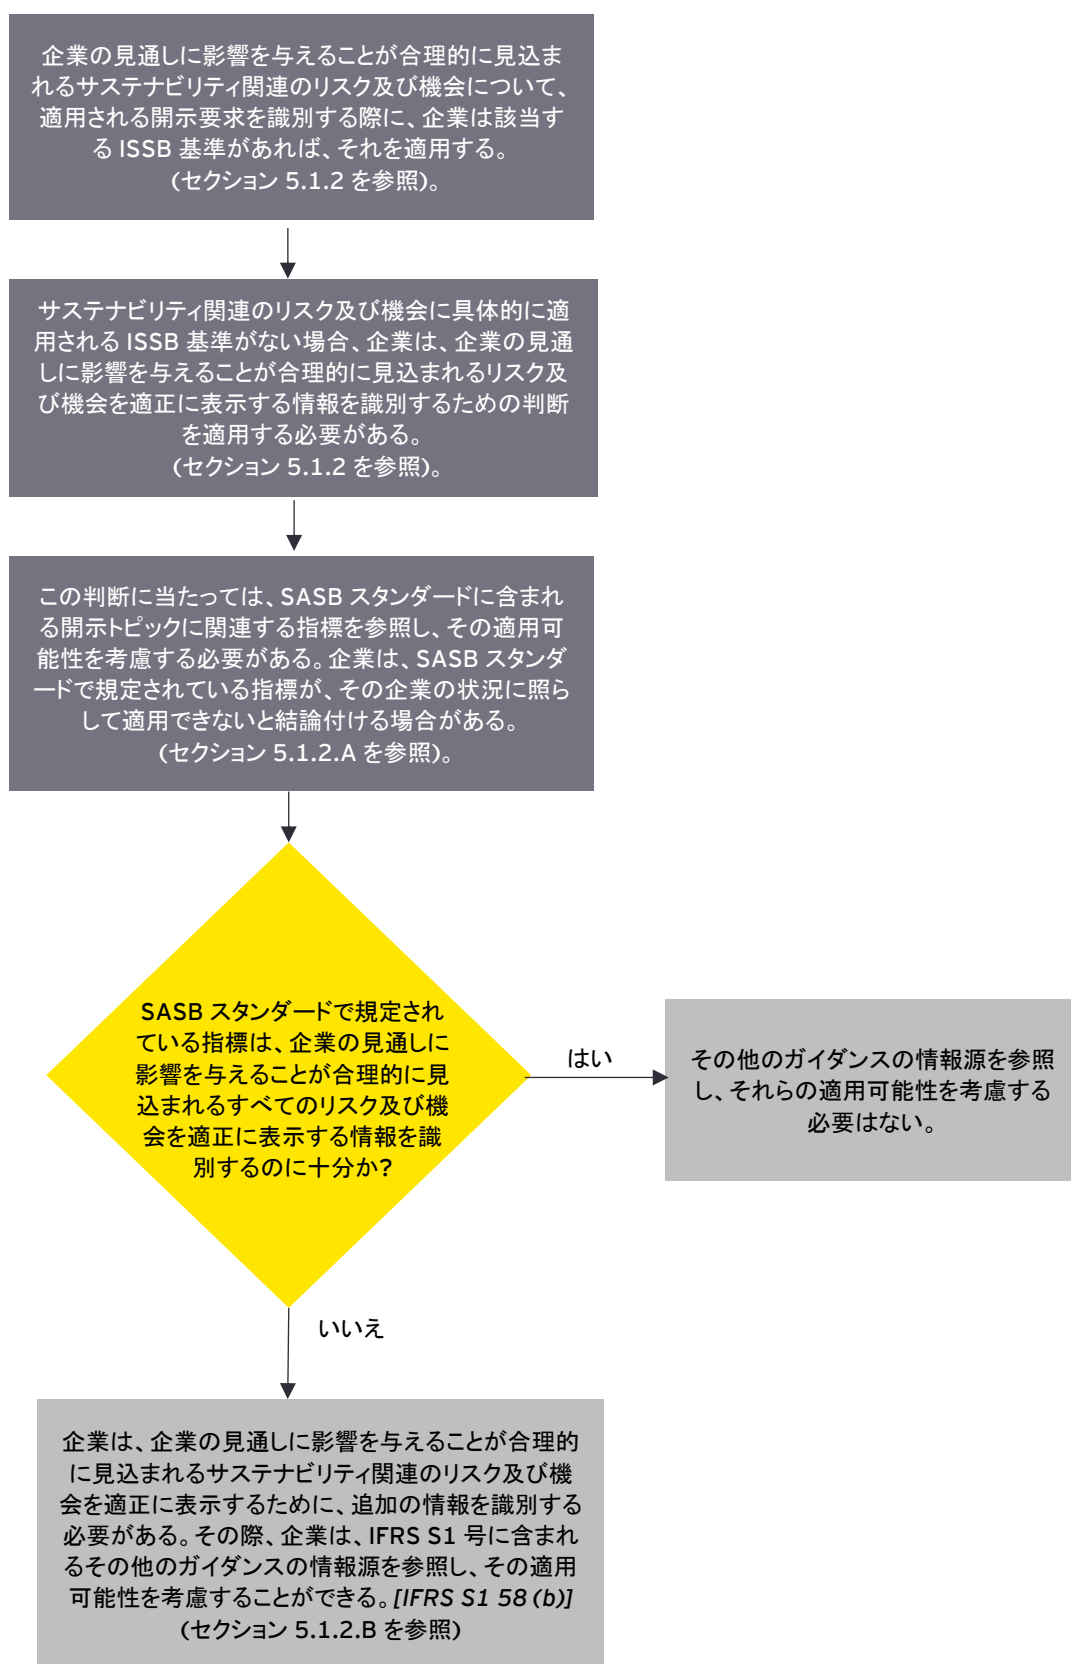 企業の見通しに影響を与えることが合理的に見込ま
れるサステナビリティ関連のリスク及び機会について、
適用される開示要求を識別する際に、企業は該当す
る ISSB 基準があれば、それを適用する。
(セクション 5.1.2 を参照)。
サステナビリティ関連のリスク及び機会に具体的に適
用される ISSB 基準がない場合、企業は、企業の見通
しに影響を与えることが合理的に見込まれるリスク及
び機会を適正に表示する情報を識別するための判断
を適用する必要がある。
(セクション 5.1.2 を参照)。
この判断に当たっては、SASB スタンダードに含まれ
る開示トピックに関連する指標を参照し、その適用可
能性を考慮する必要がある。企業は、SASB スタンダ
ードで規定されている指標が、その企業の状況に照ら
して適用できないと結論付ける場合がある。
(セクション 5.1.2.A を参照)。
SASB スタンダードで規定され
ている指標は、企業の見通しに
影響を与えることが合理的に見
込まれるすべてのリスク及び機
会を適正に表示する情報を識
別するのに十分か?
はい
その他のガイダンスの情報源を参照
し、それらの適用可能性を考慮する
必要はない。
いいえ
企業は、企業の見通しに影響を与えることが合理的
に見込まれるサステナビリティ関連のリスク及び機
会を適正に表示するために、追加の情報を識別する
必要がある。その際、企業は、IFRS S1 号に含まれ
るその他のガイダンスの情報源を参照し、その適用
可能性を考慮することができる。[IFRS S1 58 (b)]
(セクション 5.1.2.B を参照)